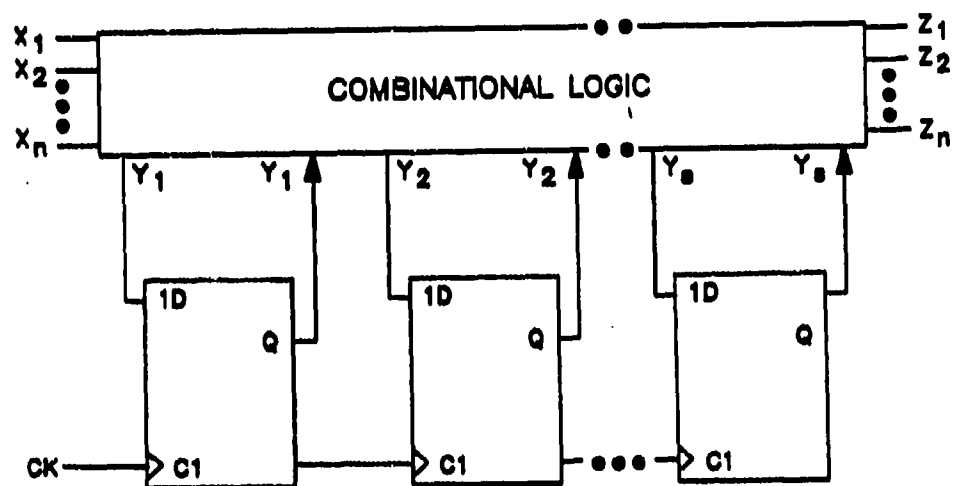 X1 Z1
X2 Z2
COMBINATIONAL LOGIC
Xn Zn
Y1 Y1 Y2 Y2 Ys Ys
1D 1D 1D
Q Q Q
CK C1 C1 C1